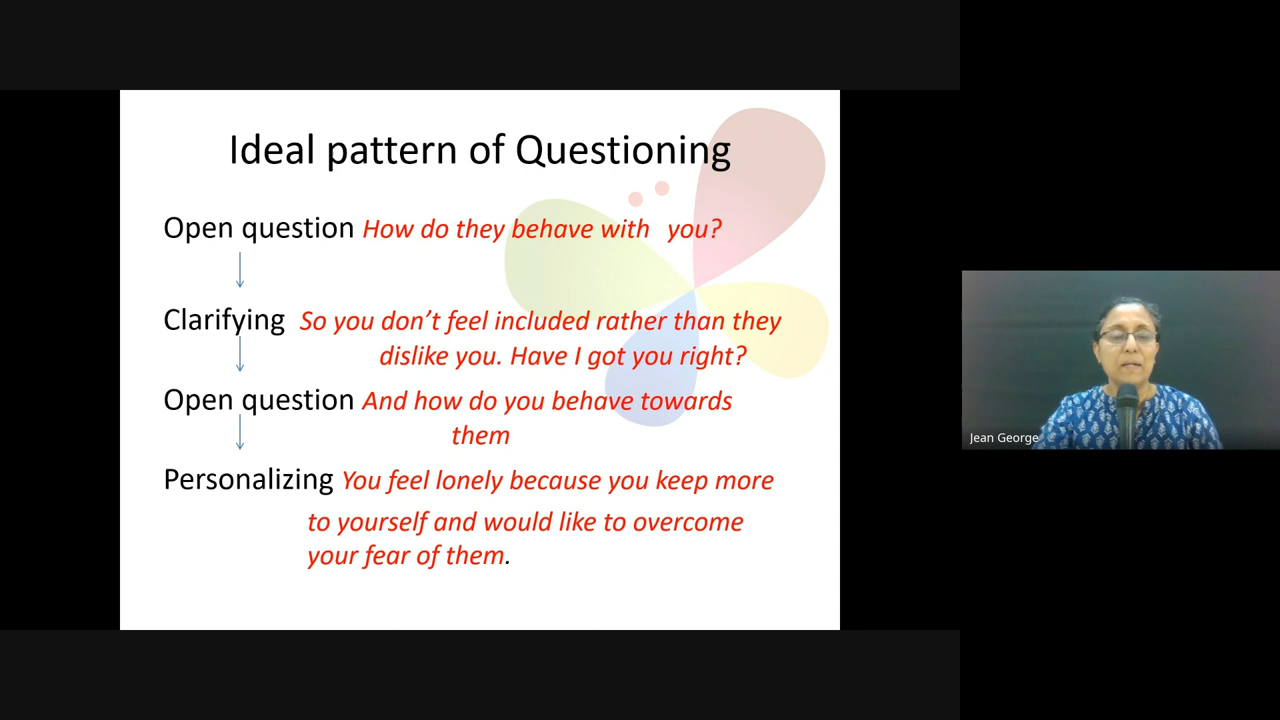 Ideal pattern of Questioning
Open question How do they behave with you?
Clarifying So you don’t feel included rather than they
dislike you. Have I got you right?
Open question And how do you behave towards
them
Personalizing You feel lonely because you keep more
to yourself and would like to overcome
your fear of them.
Jean George